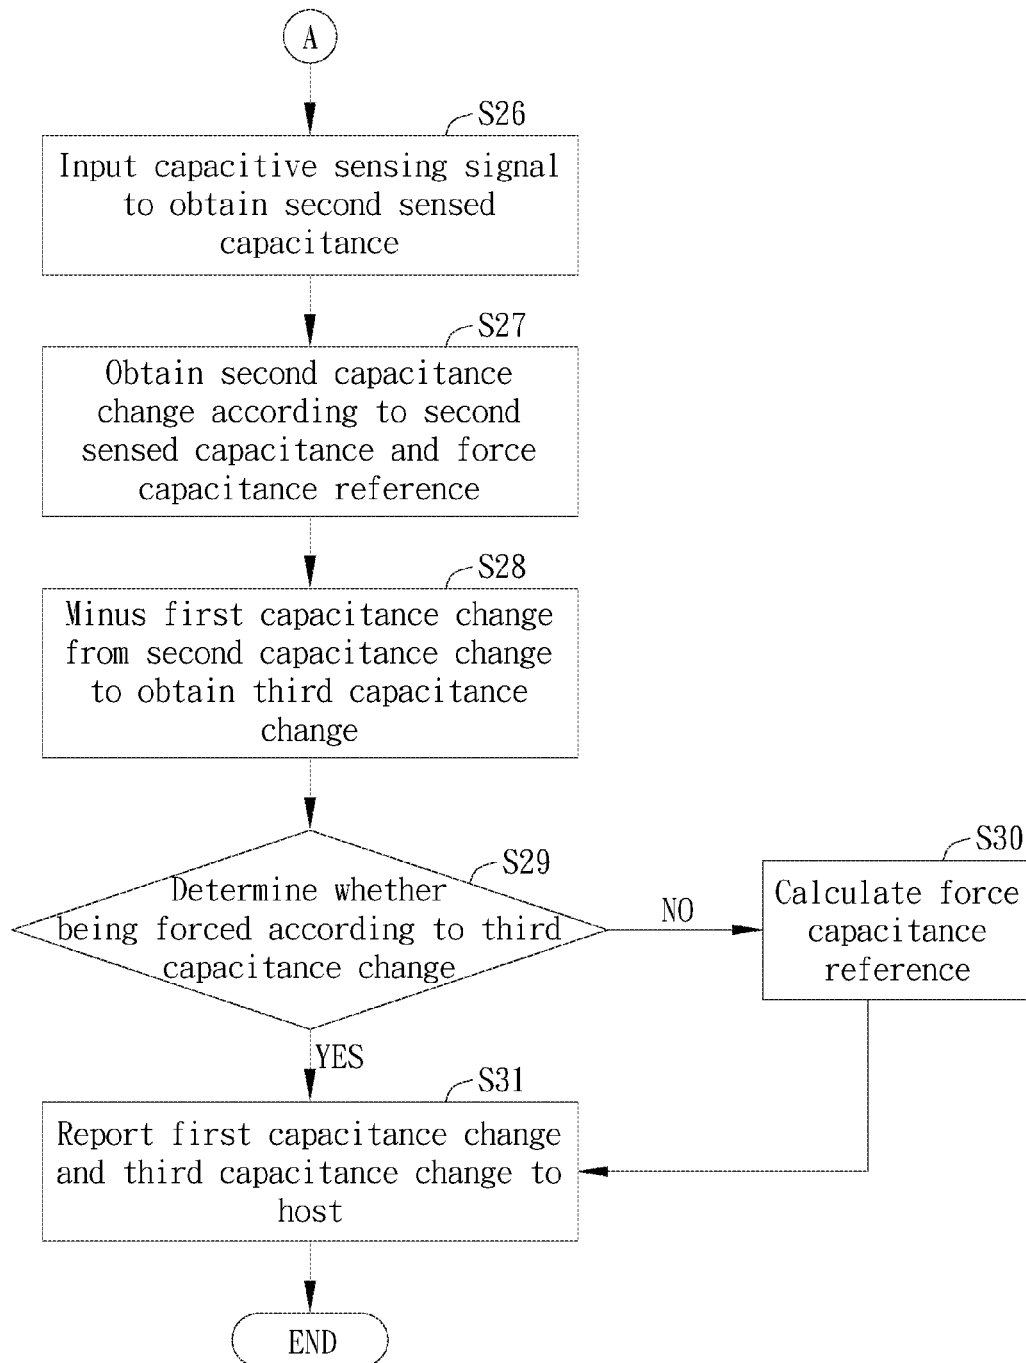 A
S26
Input capacitive sensing signal
to obtain second sensed
capacitance
S27
Obtain second capacitance
change according to second
sensed capacitance and force
capacitance reference
S28
Minus first capacitance change
from second capacitance change
to obtain third capacitance
change
S29
Determine whether
being forced according to third
capacitance change
NO
S30
Calculate force
capacitance
reference
YES
S31
Report first capacitance change
and third capacitance change to
host
END